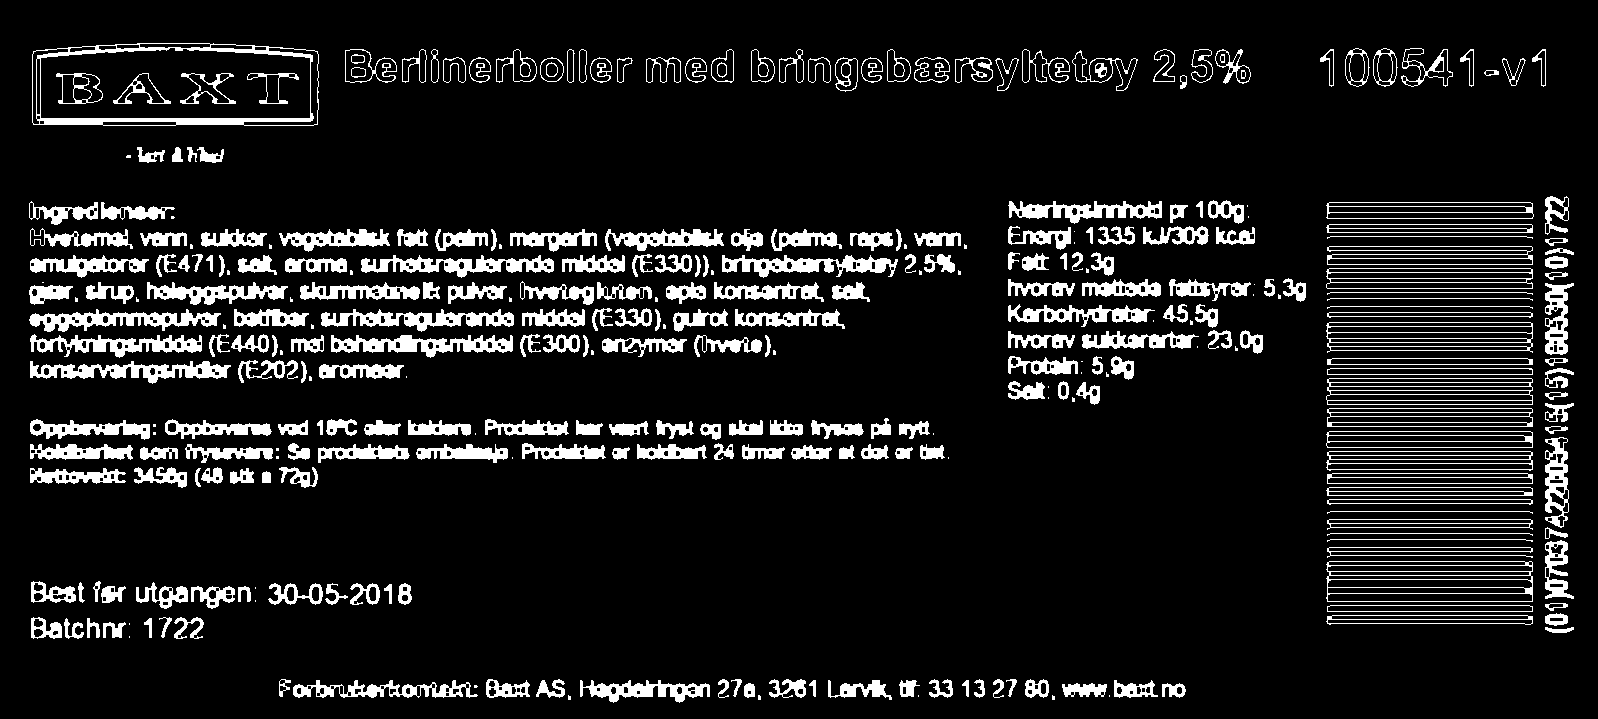 BAXT
Berlinerboller med bringebærsyltetøy 2,5% 100541-v1
Ingredienser:
Hvetemel, vann, sukker, vegetabilsk fett (palm), margarin (vegetabilsk olje (palme, raps), vann,
emulgatorer (E471), salt, aroma, surhetsregulerende middel (E330)), bringebærsyltetøy 2,5%,
gjær, sirup, heleggspulver, skummetmelk pulver, hvetegluten, eple konsentrat, salt,
eggeplommepulver, betfiber, surhetsregulerende middel (E330), gulrot konsentrat,
fortykningsmiddel (E440), mel behandlingsmiddel (E300), enzymer (hvete),
konserveringsmidler (E202), aromaer.
Oppbevaring: Oppbevares ved 18°C eller kaldere. Produktet har vært fryst og skal ikke fryses på nytt.
Holdbarhet som frysevare: Se produktets emballasje. Produktet er holdbart 24 timer etter at det er tint.
Nettovekt: 3456g (48 stk a 72g)
Næringsinnhold pr 100g:
Energi: 1335 kJ/309 kcal
Fett: 12,3g
hvorav mettede fettsyrer: 5,3g
Karbohydrater: 45,5g
hvorav sukkerarter: 23,0g
Protein: 5,9g
Salt: 0,4g
Best før utgangen: 30-05-2018
Batchnr: 1722
Forbrukerkontakt: Baxt AS, Hegdalringen 27a, 3261 Larvik, tlf: 33 13 27 80, www.baxt.no
(01)07037422005415(15)180530(10)1722